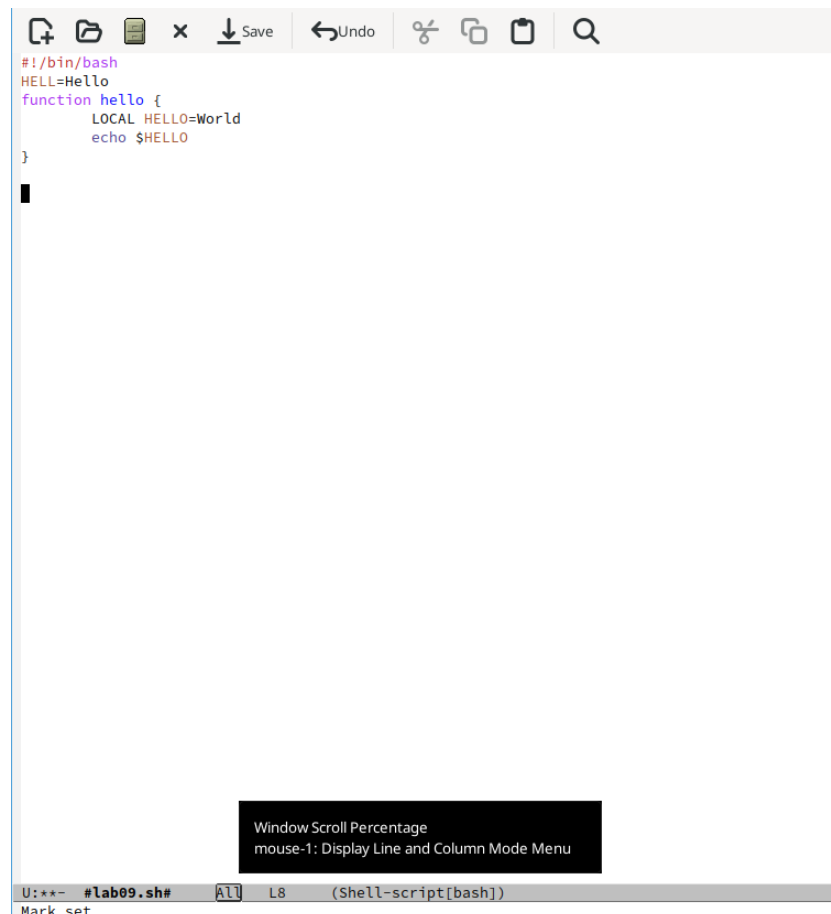 Save Undo
#!/bin/bash
HELL=Hello
function hello {
        LOCAL HELLO=World
        echo $HELLO
}
Window Scroll Percentage
mouse-1: Display Line and Column Mode Menu
U:**-  #lab09.sh#     All   L8     (Shell-script[bash])
Mark set